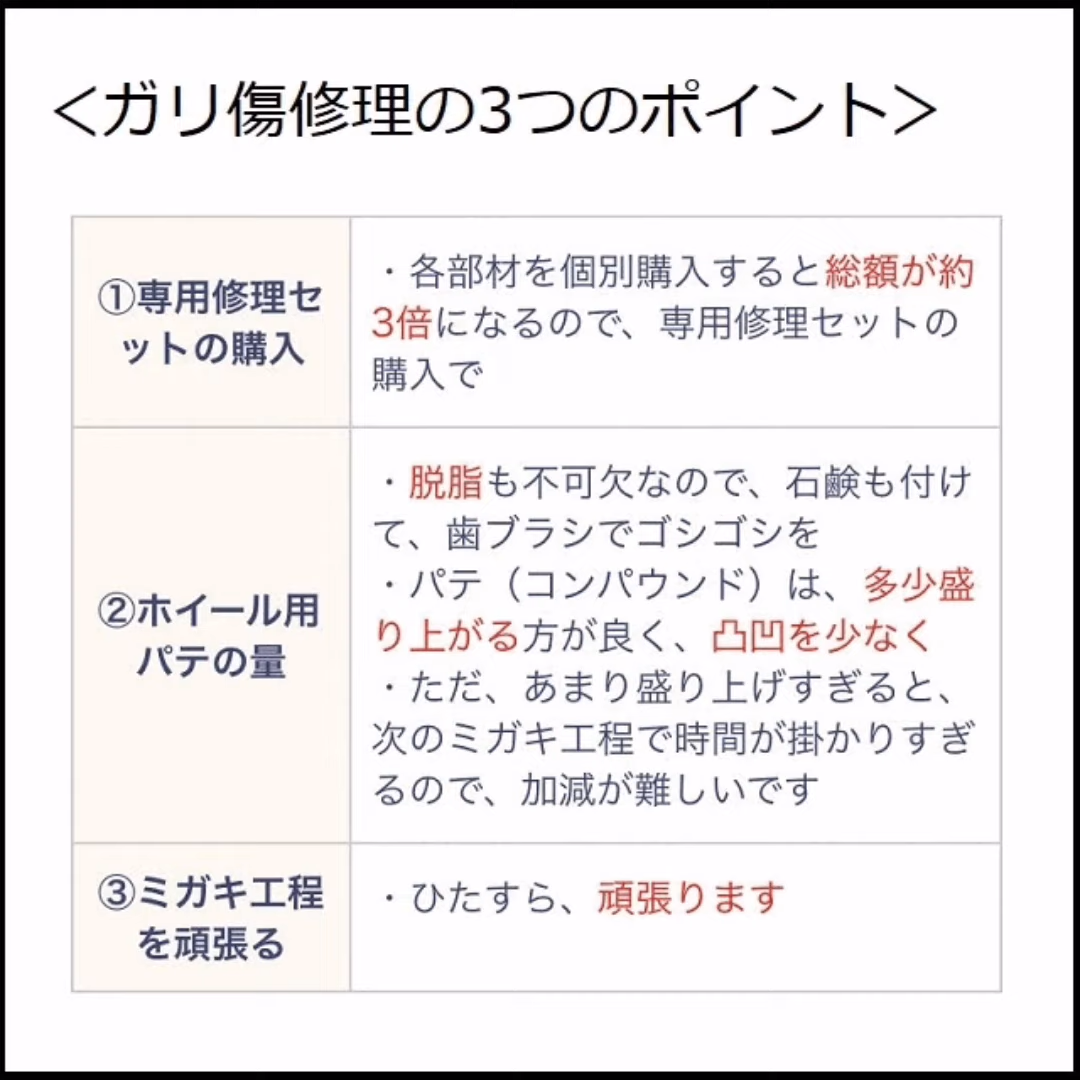 ＜ガリ傷修理の3つのポイント＞
①専用修理セ
ットの購入
・各部材を個別購入すると総額が約
3倍になるので、専用修理セットの
購入で
②ホイール用
パテの量
・脱脂も不可欠なので、石鹸も付け
て、歯ブラシでゴシゴシを
・パテ（コンパウンド）は、多少盛
り上がる方が良く、凸凹を少なく
・ただ、あまり盛り上げすぎると、
次のミガキ工程で時間が掛かりすぎ
るので、加減が難しいです
③ミガキ工程
を頑張る
・ひたすら、頑張ります